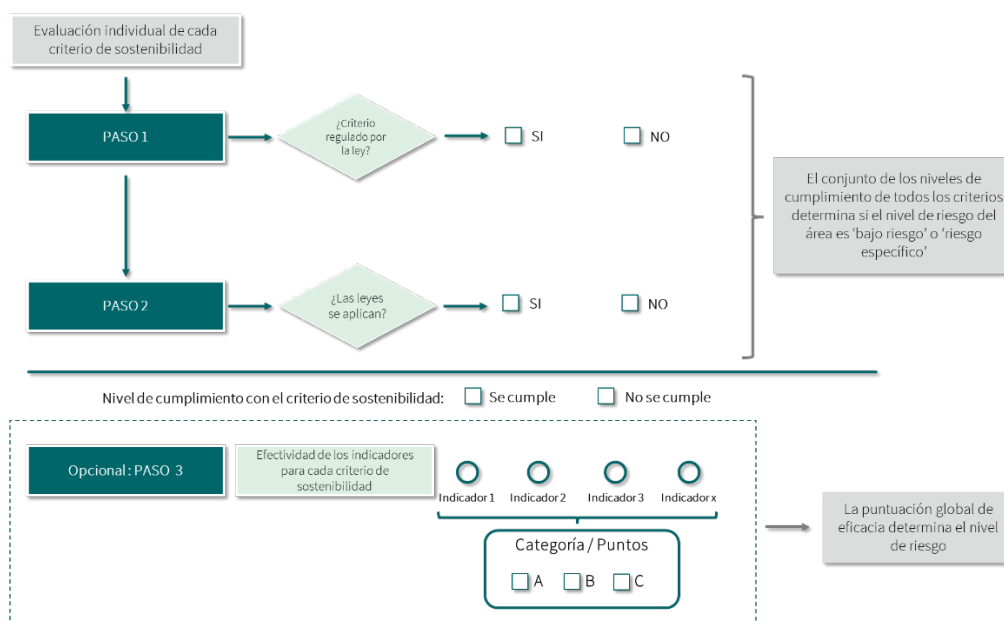 Evaluación individual de cada
criterio de sostenibilidad
PASO 1
¿Criterio
regulado por
la ley?
SI
NO
El conjunto de los niveles de
cumplimiento de todos los criterios
determina si el nivel de riesgo del
área es ‘bajo riesgo’ o ‘riesgo
específico’
PASO 2
¿Las leyes
se aplican?
SI
NO
Nivel de cumplimiento con el criterio de sostenibilidad:
Se cumple
No se cumple
Opcional: PASO 3
Efectividad de los indicadores
para cada criterio de
sostenibilidad
Indicador 1
Indicador 2
Indicador 3
Indicador x
Categoría / Puntos
A
B
C
La puntuación global de
eficacia determina el nivel
de riesgo